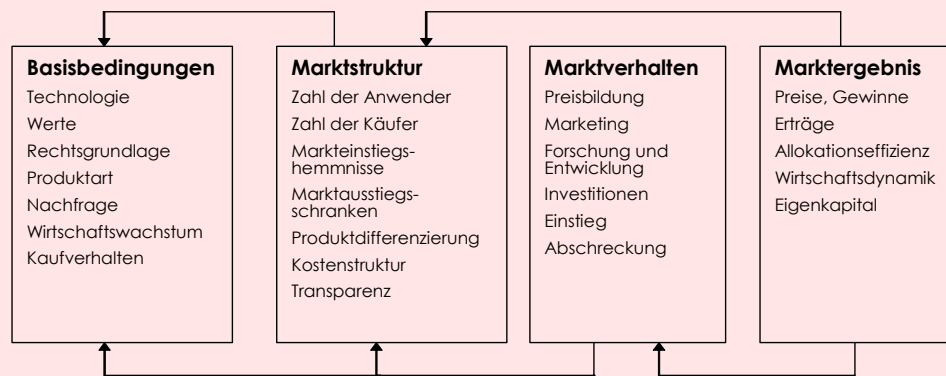 Basisbedingungen
Technologie
Werte
Rechtsgrundlage
Produktart
Nachfrage
Wirtschaftswachstum
Kaufverhalten
Marktstruktur
Zahl der Anwender
Zahl der Käufer
Markteinstiegs-
hemmnisse
Marktausstiegs-
schranken
Produktdifferenzierung
Kostenstruktur
Transparenz
Marktverhalten
Preisbildung
Marketing
Forschung und
Entwicklung
Investitionen
Einstieg
Abschreckung
Marktergebnis
Preise, Gewinne
Erträge
Allokationseffizienz
Wirtschaftsdynamik
Eigenkapital